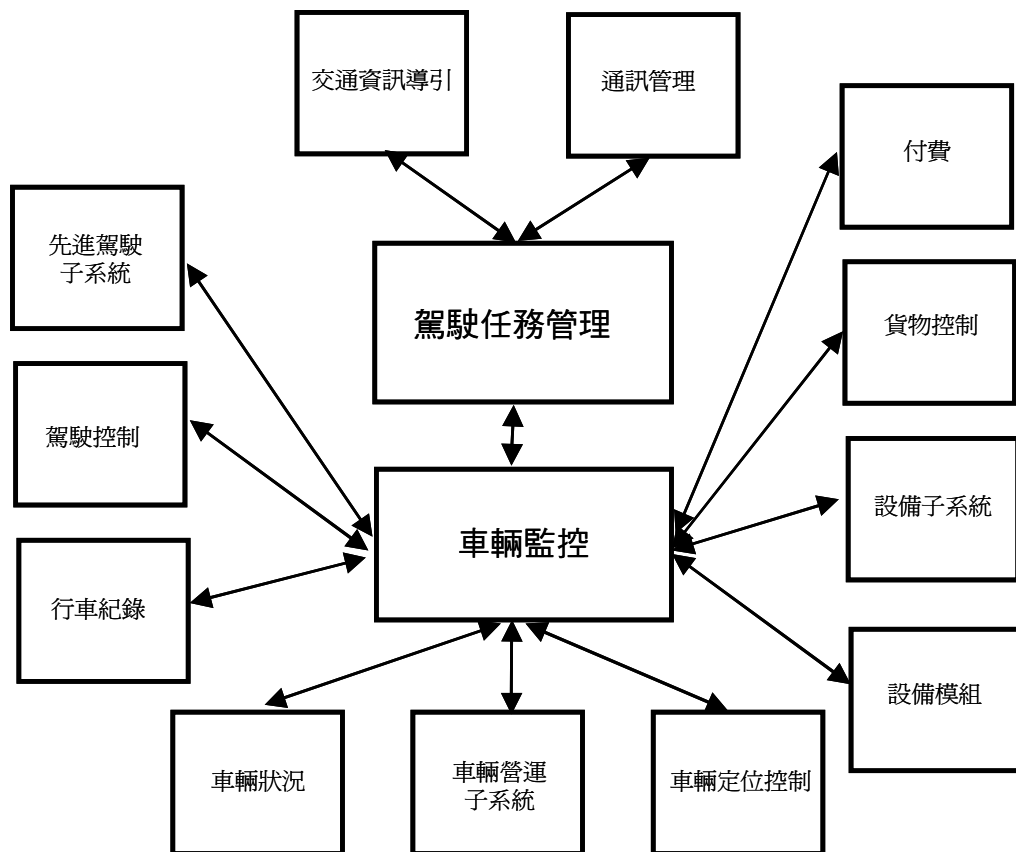 交通資訊導引
通訊管理
付費
先進駕駛
子系統
駕駛任務管理
貨物控制
駕駛控制
設備子系統
車輛監控
行車紀錄
設備模組
車輛狀況
車輛營運
子系統
車輛定位控制